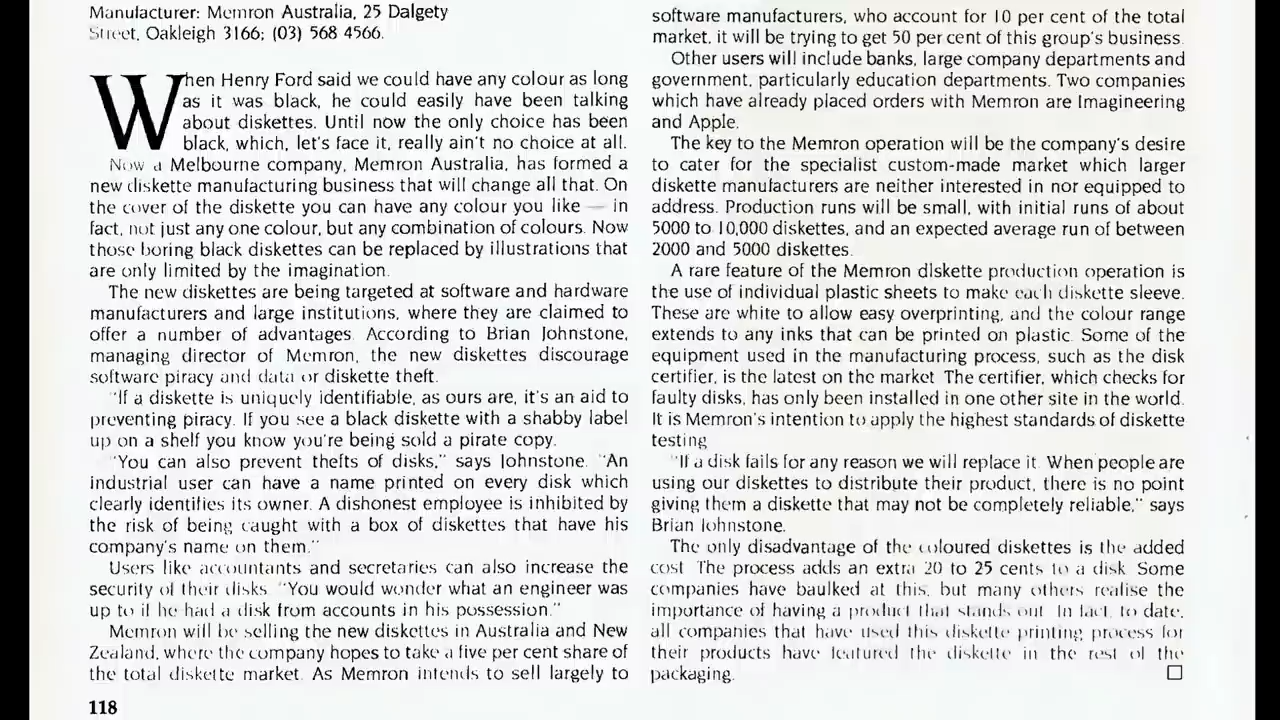 Manufacturer: Memron Australia, 25 Dalgety
Street, Oakleigh 3166; (03) 568 4566.
When Henry Ford said we could have any colour as long
as it was black, he could easily have been talking
about diskettes. Until now the only choice has been
black, which, let's face it, really ain't no choice at all.
Now a Melbourne company, Memron Australia, has formed a
new diskette manufacturing business that will change all that. On
the cover of the diskette you can have any colour you like — in
fact, not just any one colour, but any combination of colours. Now
those boring black diskettes can be replaced by illustrations that
are only limited by the imagination.
The new diskettes are being targeted at software and hardware
manufacturers and large institutions, where they are claimed to
offer a number of advantages. According to Brian Johnstone,
managing director of Memron, the new diskettes discourage
software piracy and data or diskette theft.
"If a diskette is uniquely identifiable, as ours are, it's an aid to
preventing piracy. If you see a black diskette with a shabby label
up on a shelf you know you're being sold a pirate copy.
"You can also prevent thefts of disks," says Johnstone. "An
industrial user can have a name printed on every disk which
clearly identifies its owner. A dishonest employee is inhibited by
the risk of being caught with a box of diskettes that have his
company's name on them."
Users like accountants and secretaries can also increase the
security of their disks. "You would wonder what an engineer was
up to if he had a disk from accounts in his possession."
Memron will be selling the new diskettes in Australia and New
Zealand, where the company hopes to take a five per cent share of
the total diskette market. As Memron intends to sell largely to
118
software manufacturers, who account for 10 per cent of the total
market, it will be trying to get 50 per cent of this group's business.
Other users will include banks, large company departments and
government, particularly education departments. Two companies
which have already placed orders with Memron are Imagineering
and Apple.
The key to the Memron operation will be the company's desire
to cater for the specialist custom-made market which larger
diskette manufacturers are neither interested in nor equipped to
address. Production runs will be small, with initial runs of about
5000 to 10,000 diskettes, and an expected average run of between
2000 and 5000 diskettes.
A rare feature of the Memron diskette production operation is
the use of individual plastic sheets to make each diskette sleeve.
These are white to allow easy overprinting, and the colour range
extends to any inks that can be printed on plastic. Some of the
equipment used in the manufacturing process, such as the disk
certifier, is the latest on the market. The certifier, which checks for
faulty disks, has only been installed in one other site in the world.
It is Memron's intention to apply the highest standards of diskette
testing
"If a disk fails for any reason we will replace it. When people are
using our diskettes to distribute their product, there is no point
giving them a diskette that may not be completely reliable," says
Brian Johnstone.
The only disadvantage of the coloured diskettes is the added
cost. The process adds an extra 20 to 25 cents to a disk. Some
companies have baulked at this, but many others realise the
importance of having a product that stands out. In fact, to date,
all companies that have used this diskette printing process for
their products have featured the diskette in the rest of the
packaging.